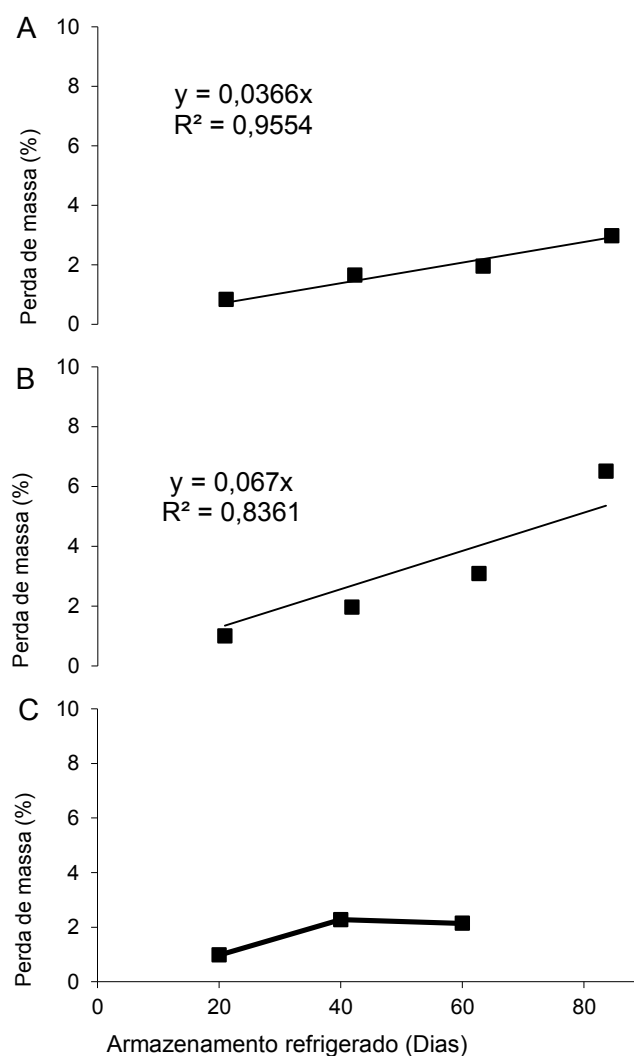 A
10
8
6
4
2
0
Perda de massa (%)
y = 0,0366x
R² = 0,9554
B
10
8
6
4
2
0
Perda de massa (%)
y = 0,067x
R² = 0,8361
C
10
8
6
4
2
0
Perda de massa (%)
0 20 40 60 80
Armazenamento refrigerado (Dias)